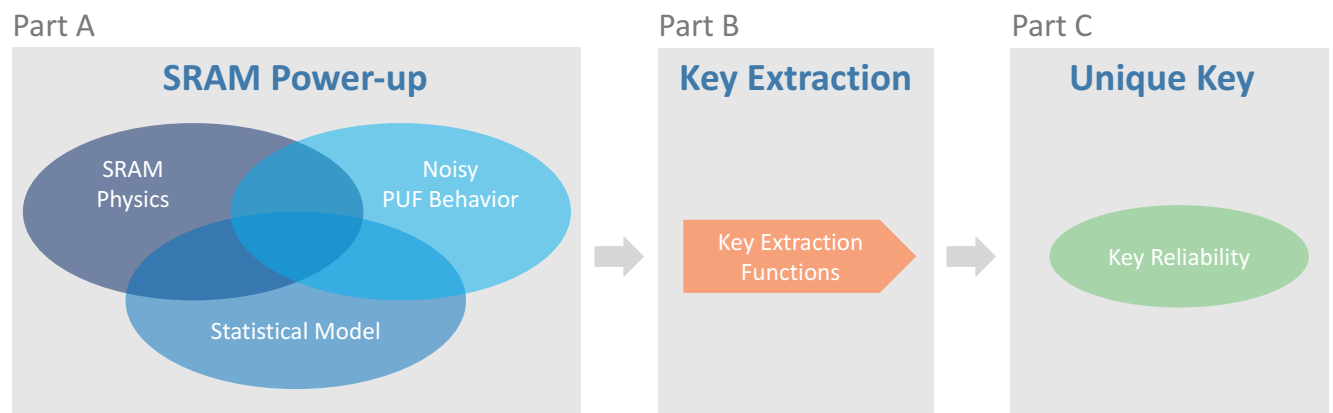 Part A
SRAM Power-up
SRAM
Physics
Noisy
PUF Behavior
Statistical Model
Part B
Key Extraction
Key Extraction
Functions
Part C
Unique Key
Key Reliability